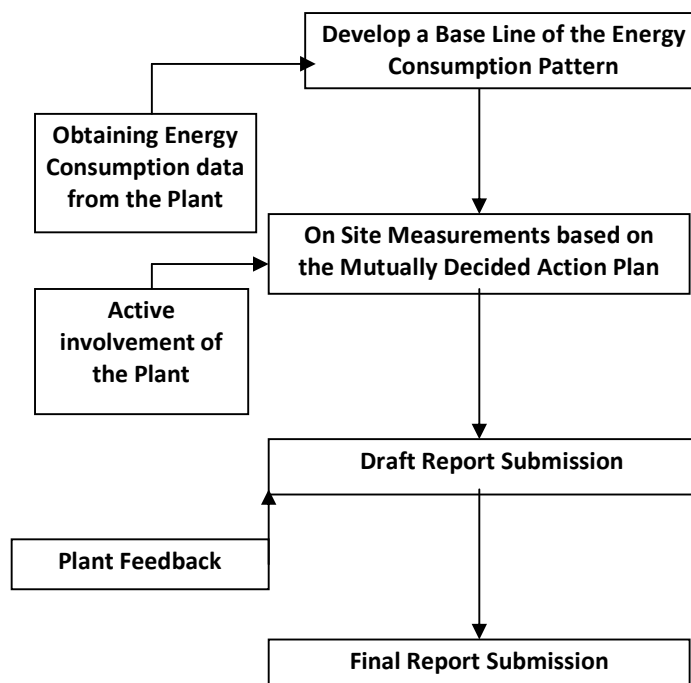 Develop a Base Line of the Energy
Consumption Pattern
Obtaining Energy
Consumption data
from the Plant
On Site Measurements based on
the Mutually Decided Action Plan
Active
involvement of
the Plant
Draft Report Submission
Plant Feedback
Final Report Submission